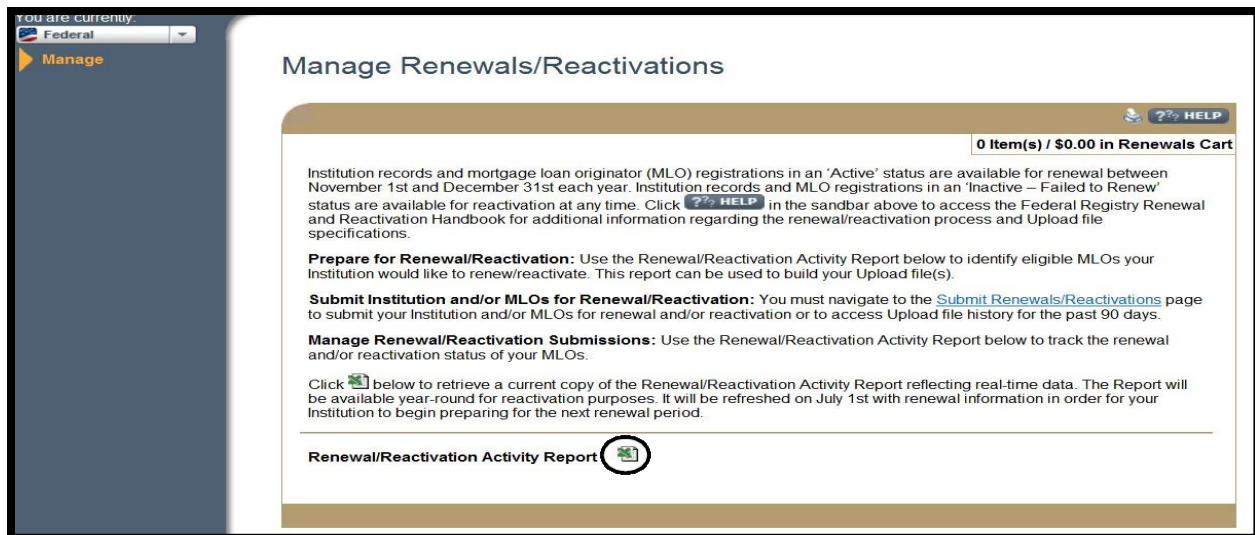 You are currently:
Federal
Manage
Manage Renewals/Reactivations
??? HELP
0 Item(s) / $0.00 in Renewals Cart
Institution records and mortgage loan originator (MLO) registrations in an 'Active' status are available for renewal between
November 1st and December 31st each year. Institution records and MLO registrations in an 'Inactive – Failed to Renew'
status are available for reactivation at any time. Click ??? HELP in the sandbar above to access the Federal Registry Renewal
and Reactivation Handbook for additional information regarding the renewal/reactivation process and Upload file
specifications.
Prepare for Renewal/Reactivation: Use the Renewal/Reactivation Activity Report below to identify eligible MLOs your
Institution would like to renew/reactivate. This report can be used to build your Upload file(s).
Submit Institution and/or MLOs for Renewal/Reactivation: You must navigate to the Submit Renewals/Reactivations page
to submit your Institution and/or MLOs for renewal and/or reactivation or to access Upload file history for the past 90 days.
Manage Renewal/Reactivation Submissions: Use the Renewal/Reactivation Activity Report below to track the renewal
and/or reactivation status of your MLOs.
Click below to retrieve a current copy of the Renewal/Reactivation Activity Report reflecting real-time data. The Report will
be available year-round for reactivation purposes. It will be refreshed on July 1st with renewal information in order for your
Institution to begin preparing for the next renewal period.
Renewal/Reactivation Activity Report